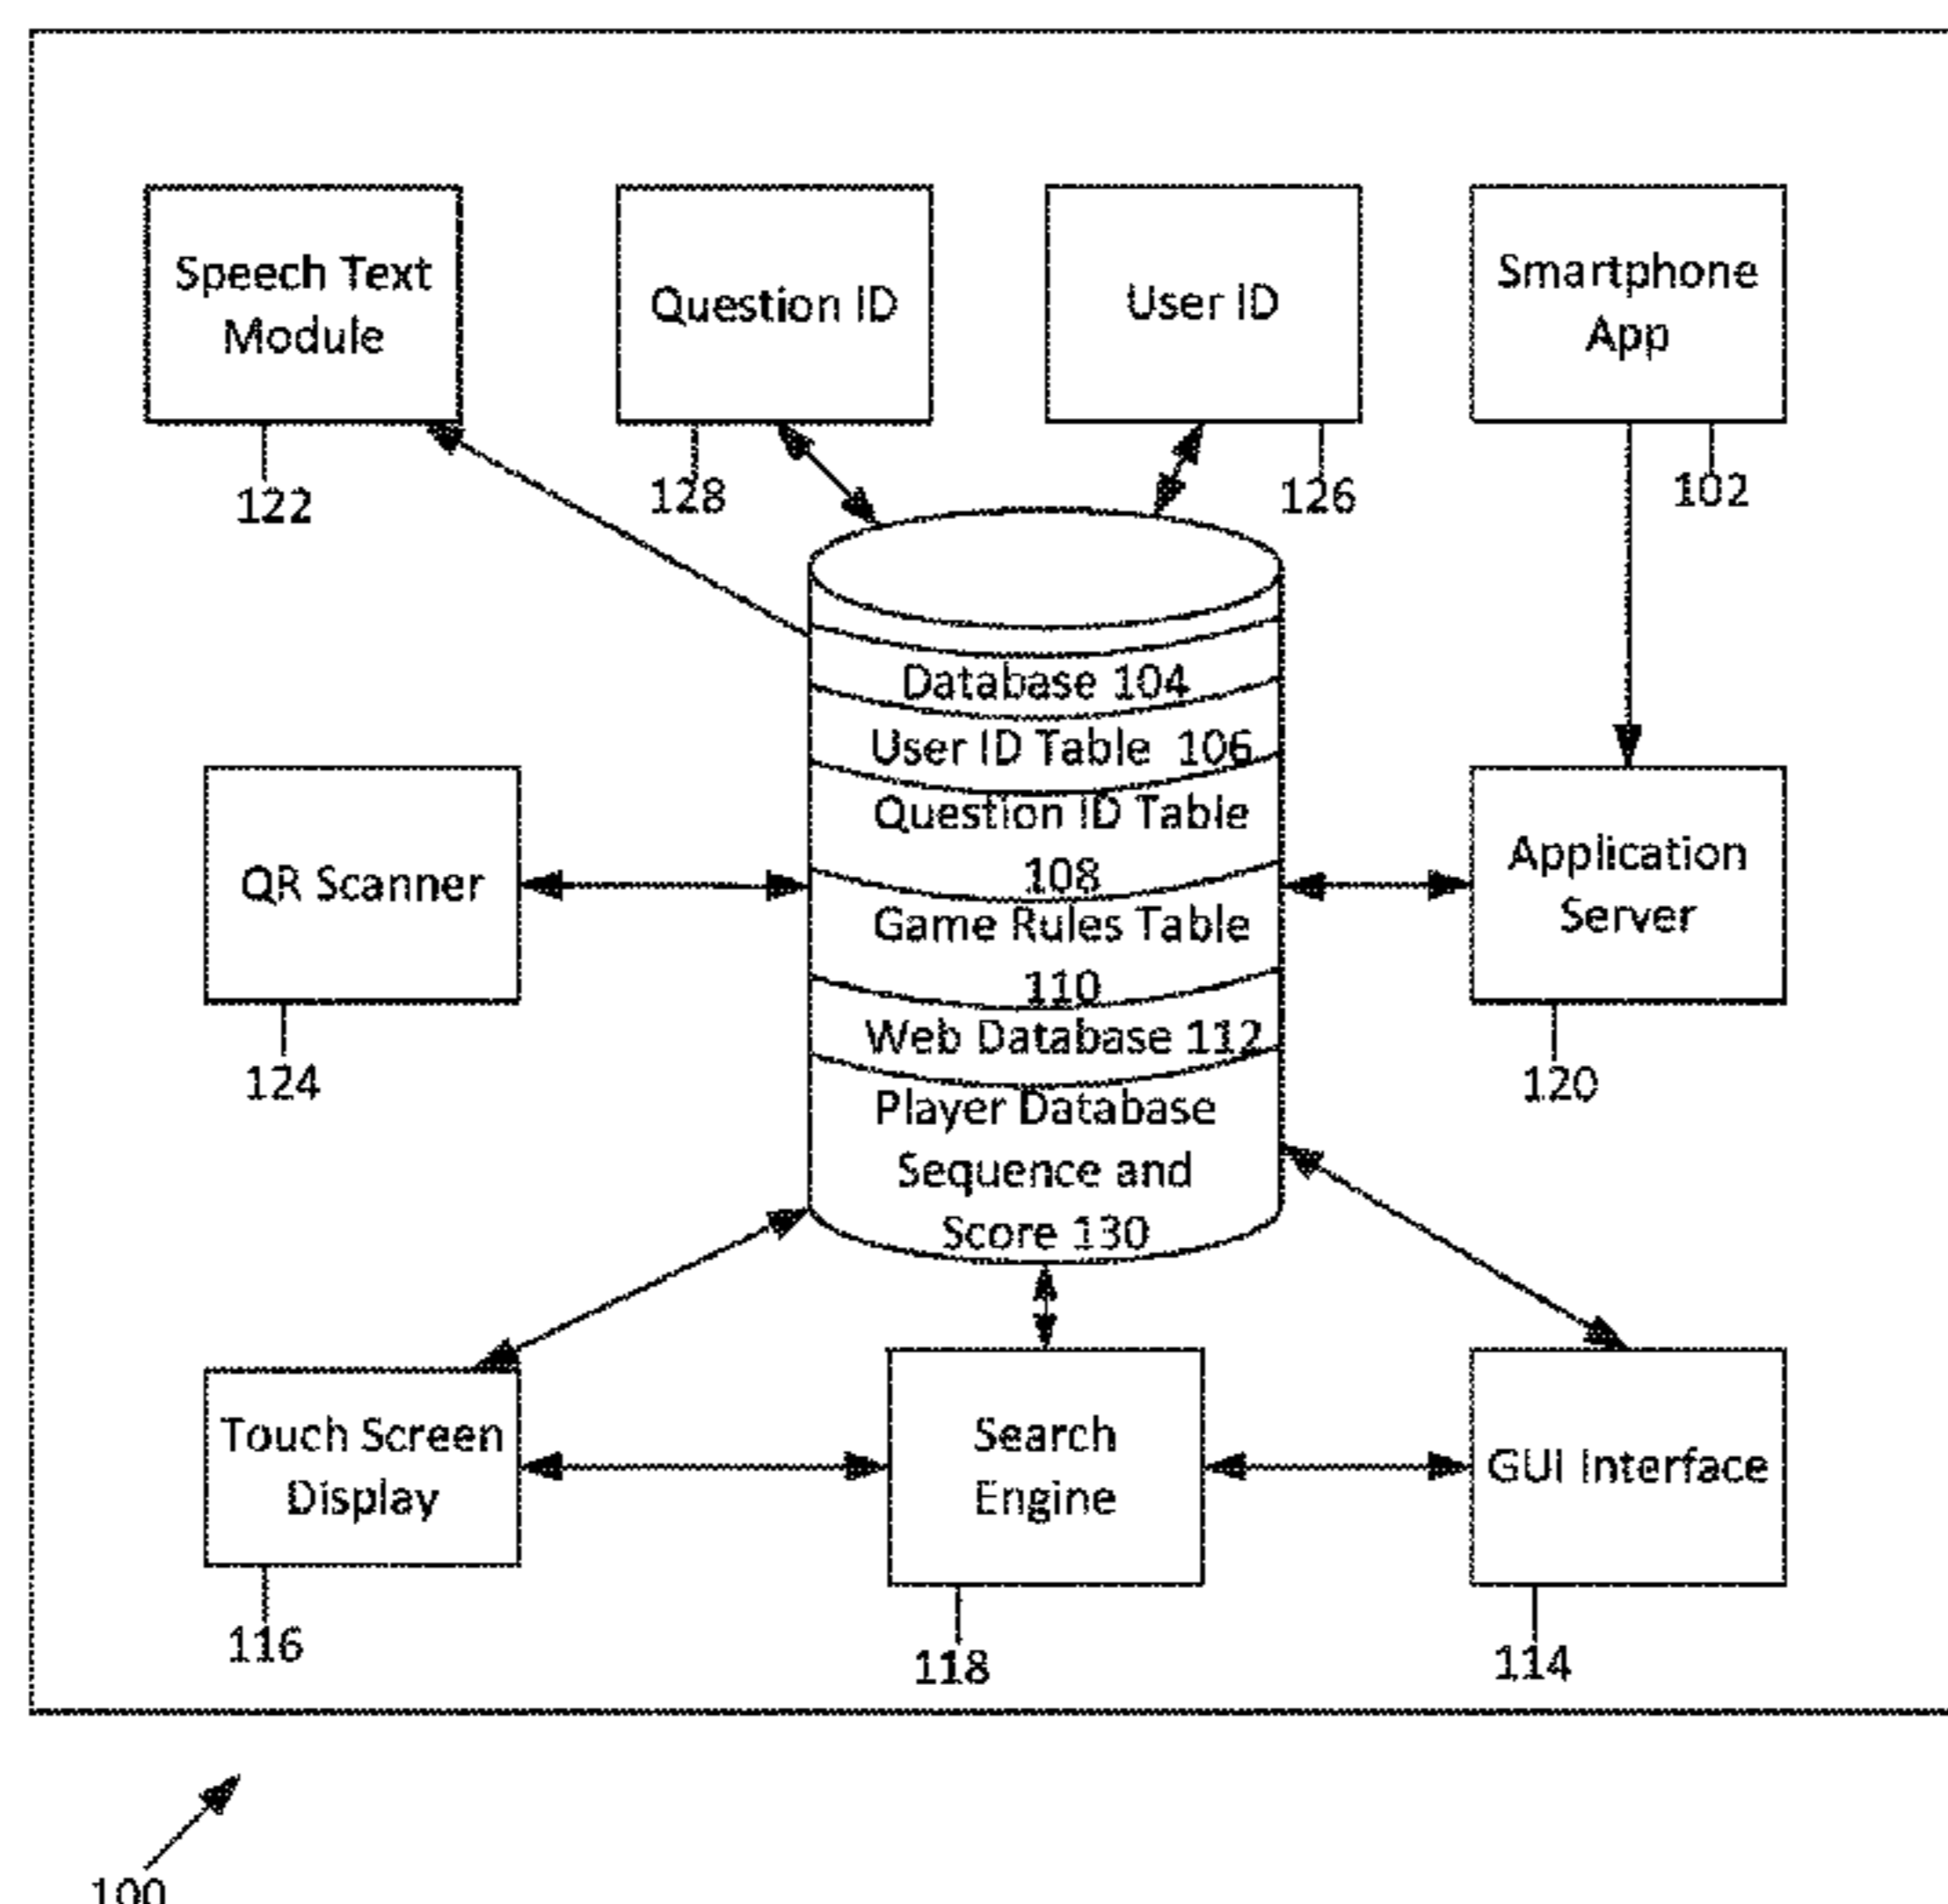 Speech Text
Module
Question ID
User ID
Smartphone
App
122
128
126
102
Database 104
User ID Table 106
Question ID Table
108
Game Rules Table
110
Web Database 112
Player Database
Sequence and
Score 130
QR Scanner
124
Application
Server
120
Touch Screen
Display
116
Search
Engine
118
GUI Interface
114
100